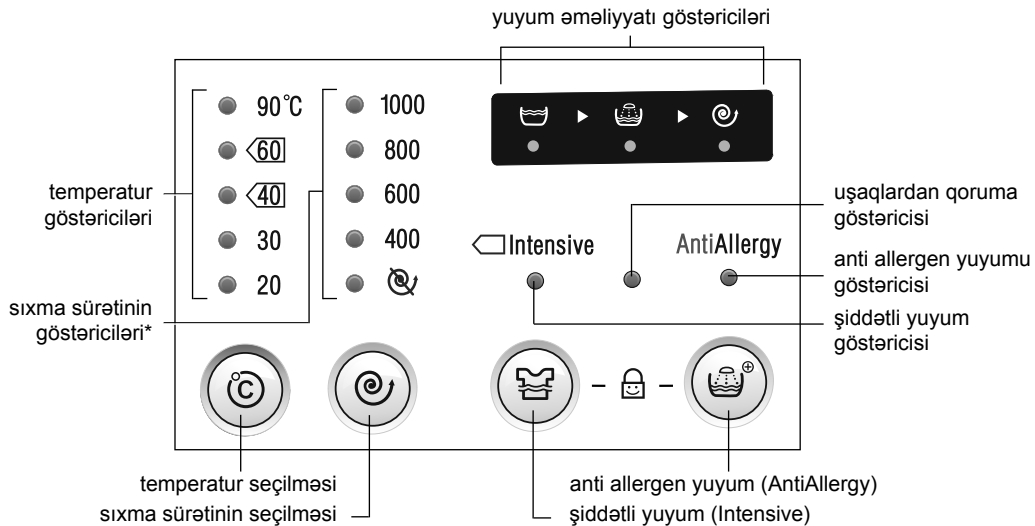 yuyum əməliyyatı göstəriciləri
90°C
60
40
30
20
1000
800
600
400
temperatur
göstəriciləri
sıxma sürətinin
göstəriciləri*
Intensive
AntiAllergy
uşaqlardan qoruma
göstəricisi
anti allergen yuyumu
göstəricisi
şiddətli yuyum
göstəricisi
°C
temperatur seçilməsi
sıxma sürətinin seçilməsi
anti allergen yuyum (AntiAllergy)
şiddətli yuyum (Intensive)